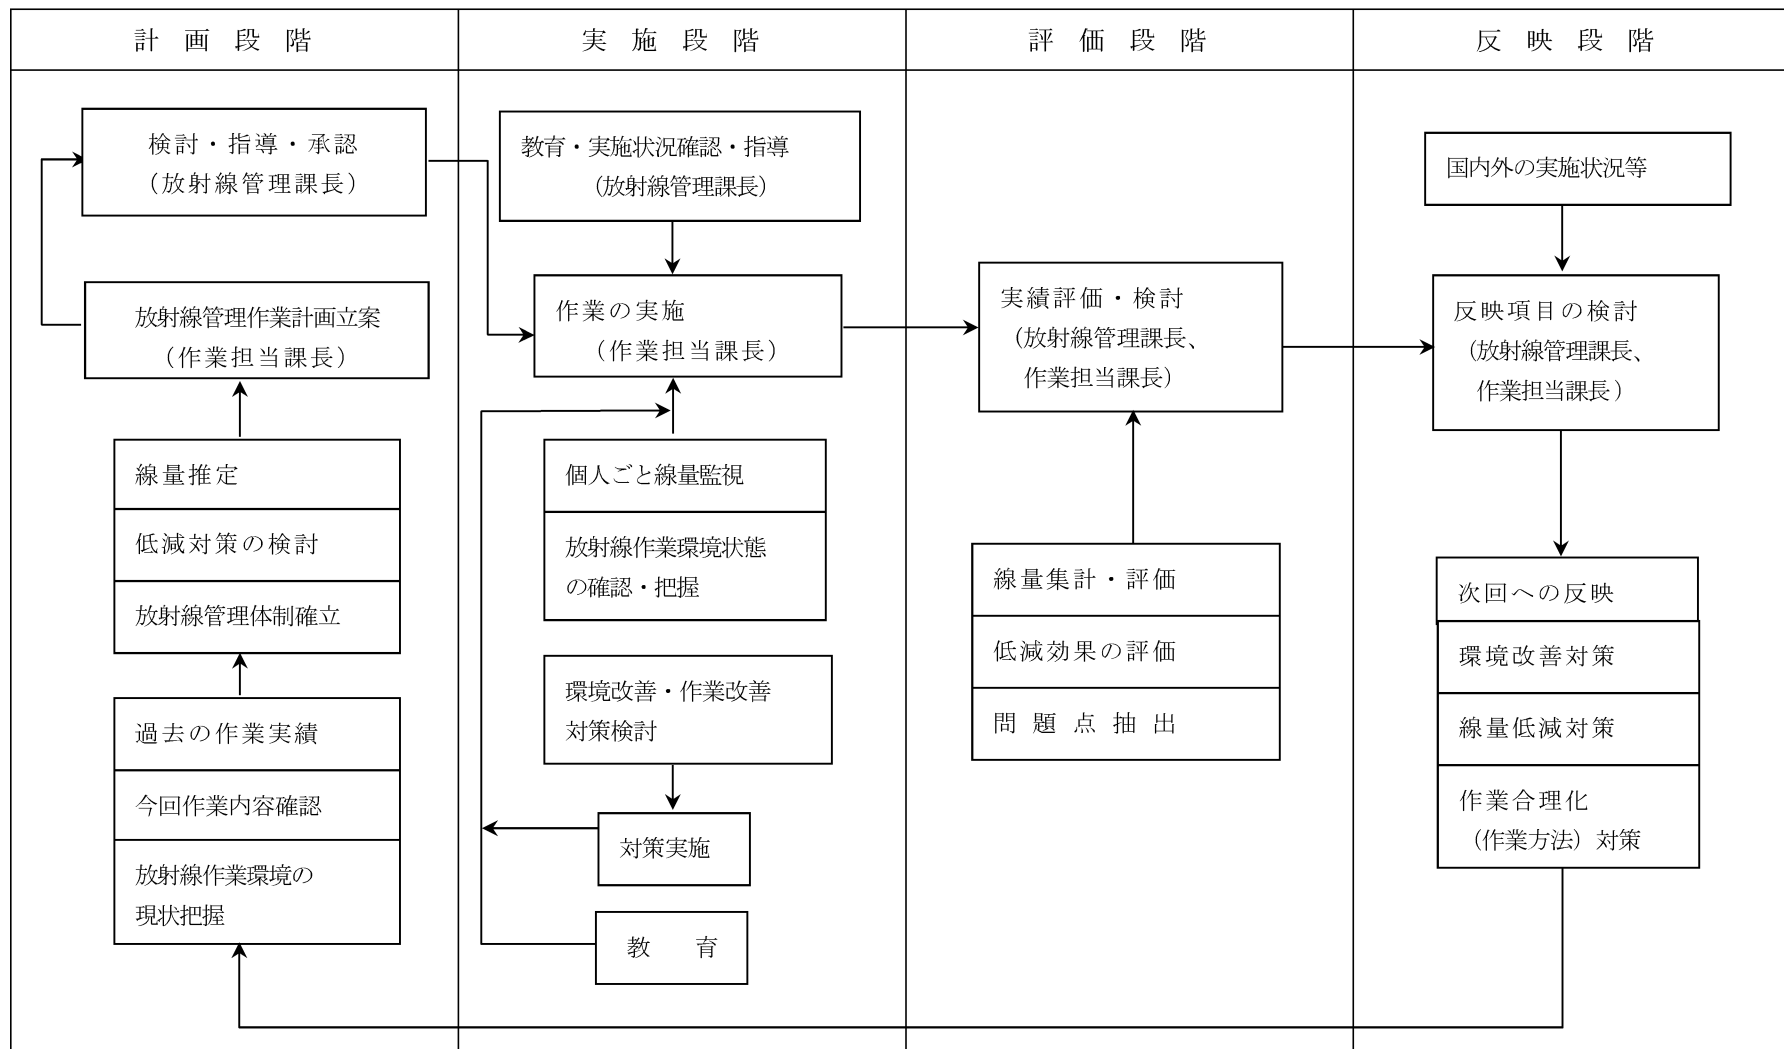 計画段階
実施段階
評価段階
反映段階
検討・指導・承認
（放射線管理課長）
放射線管理作業計画立案
（作業担当課長）
線量推定
低減対策の検討
放射線管理体制確立
過去の作業実績
今回作業内容確認
放射線作業環境の
現状把握
教育・実施状況確認・指導
（放射線管理課長）
作業の実施
（作業担当課長）
個人ごと線量監視
放射線作業環境状態
の確認・把握
環境改善・作業改善
対策検討
対策実施
教　育
実績評価・検討
（放射線管理課長、
作業担当課長）
線量集計・評価
低減効果の評価
問題点抽出
国内外の実施状況等
反映項目の検討
（放射線管理課長、
作業担当課長）
次回への反映
環境改善対策
線量低減対策
作業合理化
（作業方法）対策